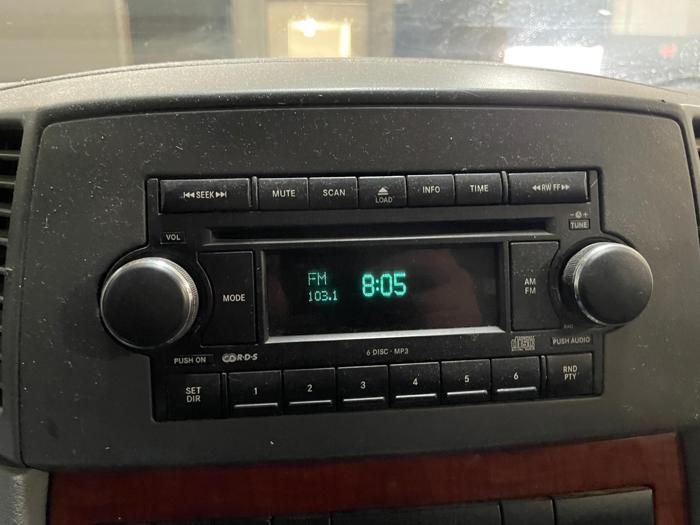 SEEK
MUTE
SCAN
LOAD
INFO
TIME
RW FF
VOL
- +
TUNE
MODE
FM
103.1
8:05
AM
FM
PUSH ON
R·D·S
6 DISC · MP3
disc
PUSH AUDIO
SET
DIR
1
2
3
4
5
6
RND
PTY